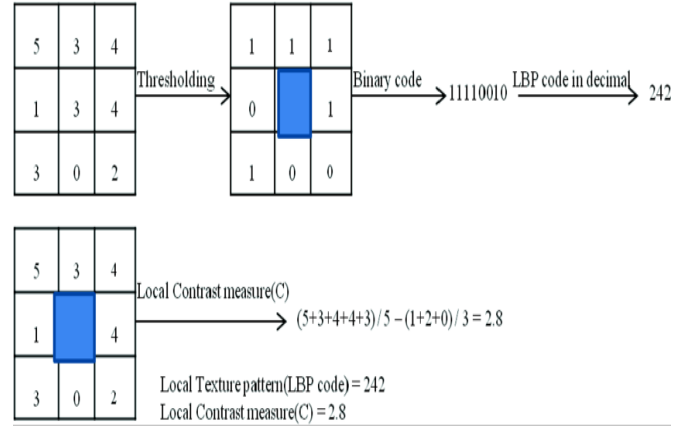 5 3 4
1 1 1
Thresholding
Binary code
LBP code in decimal
1 3 4
0 1
11110010
242
3 0 2
1 0 0
5 3 4
Local Contrast measure(C)
1 4
(5+3+4+4+3)/5 – (1+2+0)/3 = 2.8
3 0 2
Local Texture pattern(LBP code) = 242
Local Contrast measure(C) = 2.8